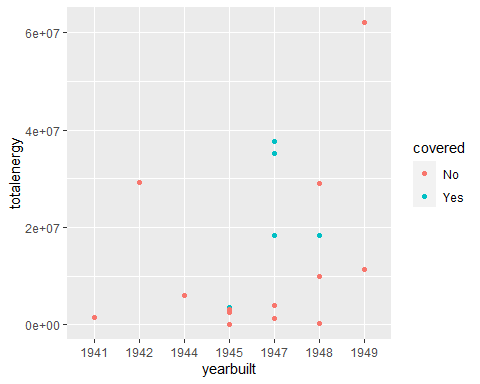 6e+07
4e+07
2e+07
0e+00
totalenergy
1941 1942 1944 1945 1947 1948 1949
yearbuilt
covered
No
Yes